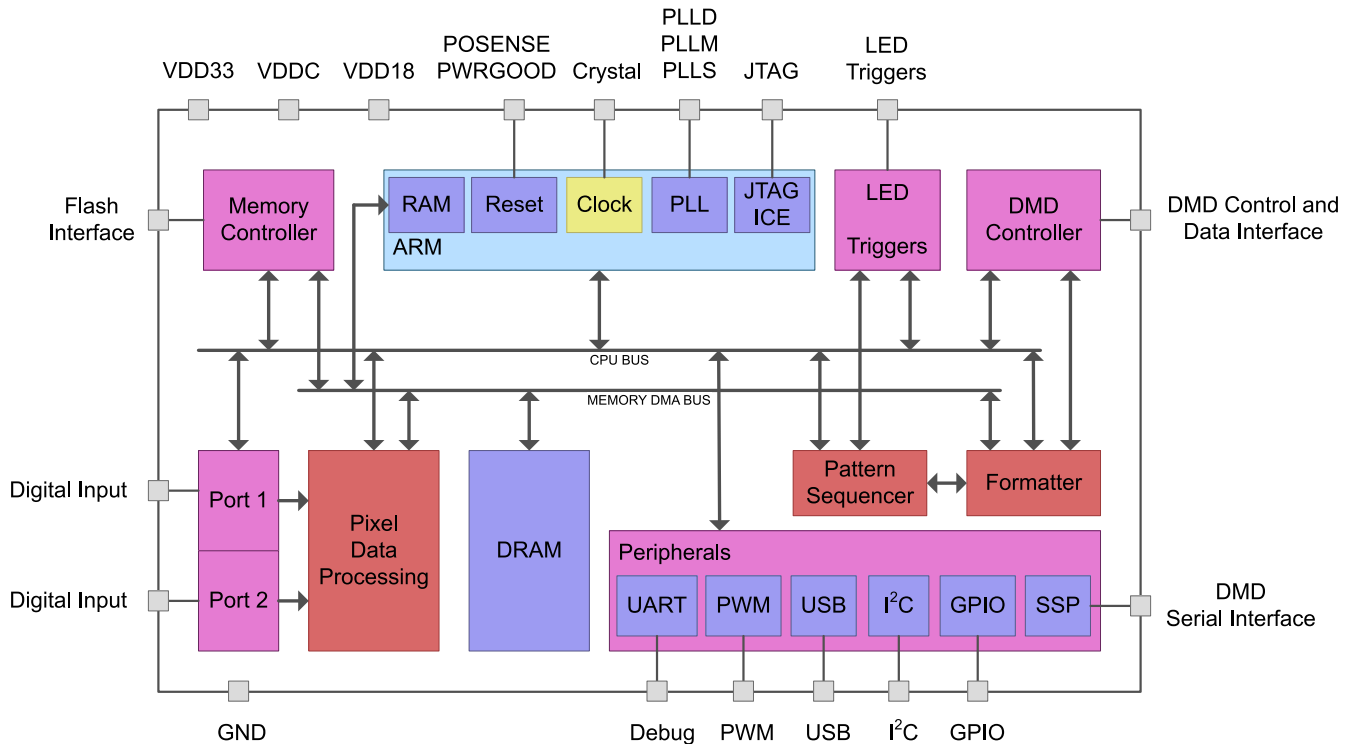 PLLD
PLLM
PLLS
POSENSE
PWRGOOD
LED
Triggers
VDD33
VDDC
VDD18
Crystal
JTAG
Flash
Interface
Memory
Controller
RAM
Reset
Clock
PLL
JTAG
ICE
ARM
LED
Triggers
DMD
Controller
DMD Control and
Data Interface
CPU BUS
MEMORY DMA BUS
Digital Input
Port 1
Digital Input
Port 2
Pixel
Data
Processing
DRAM
Pattern
Sequencer
Formatter
Peripherals
UART
PWM
USB
I²C
GPIO
SSP
DMD
Serial Interface
GND
Debug
PWM
USB
I²C
GPIO